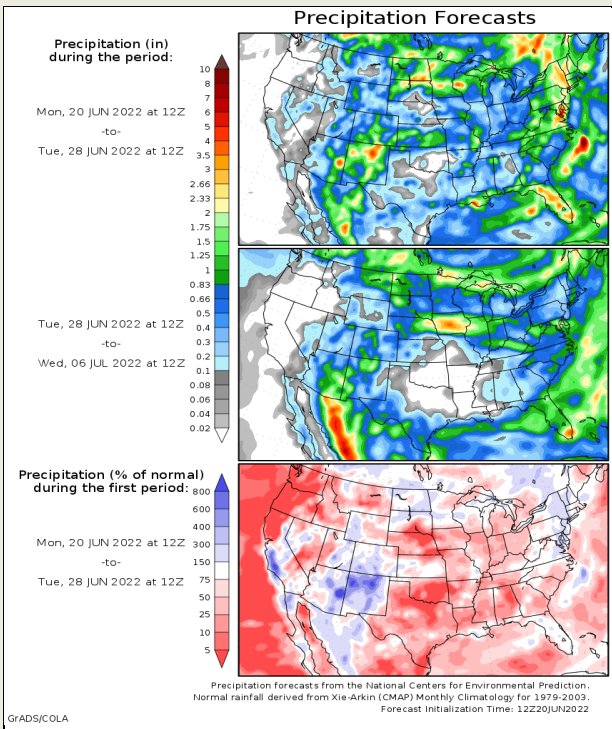 Precipitation Forecasts
Precipitation (in)
during the period:
Mon, 20 JUN 2022 at 12Z
-to-
Tue, 28 JUN 2022 at 12Z
10
8
7
6
5
4
3.5
3
2.66
2.33
2
1.75
1.5
1.25
1
0.83
0.66
0.5
0.4
0.3
0.2
0.1
0.08
0.06
0.04
0.02
Tue, 28 JUN 2022 at 12Z
-to-
Wed, 06 JUL 2022 at 12Z
Precipitation (% of normal)
during the first period:
Mon, 20 JUN 2022 at 12Z
-to-
Tue, 28 JUN 2022 at 12Z
800
600
400
300
150
75
50
25
10
5
Precipitation forecasts from the National Centers for Environmental Prediction.
Normal rainfall derived from Xie-Arkin (CMAP) Monthly Climatology for 1979-2003.
Forecast Initialization Time: 12Z20JUN2022
GrADS/COLA